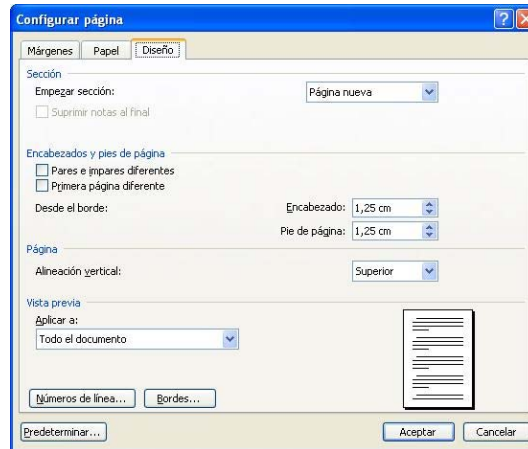 Configurar página
Márgenes Papel Diseño
Sección
Empezar sección: Página nueva
Suprimir notas al final
Encabezados y pies de página
Pares e impares diferentes
Primera página diferente
Desde el borde: Encabezado: 1,25 cm
Pie de página: 1,25 cm
Página
Alineación vertical: Superior
Vista previa
Aplicar a:
Todo el documento
Números de línea... Bordes...
Predeterminar... Aceptar Cancelar